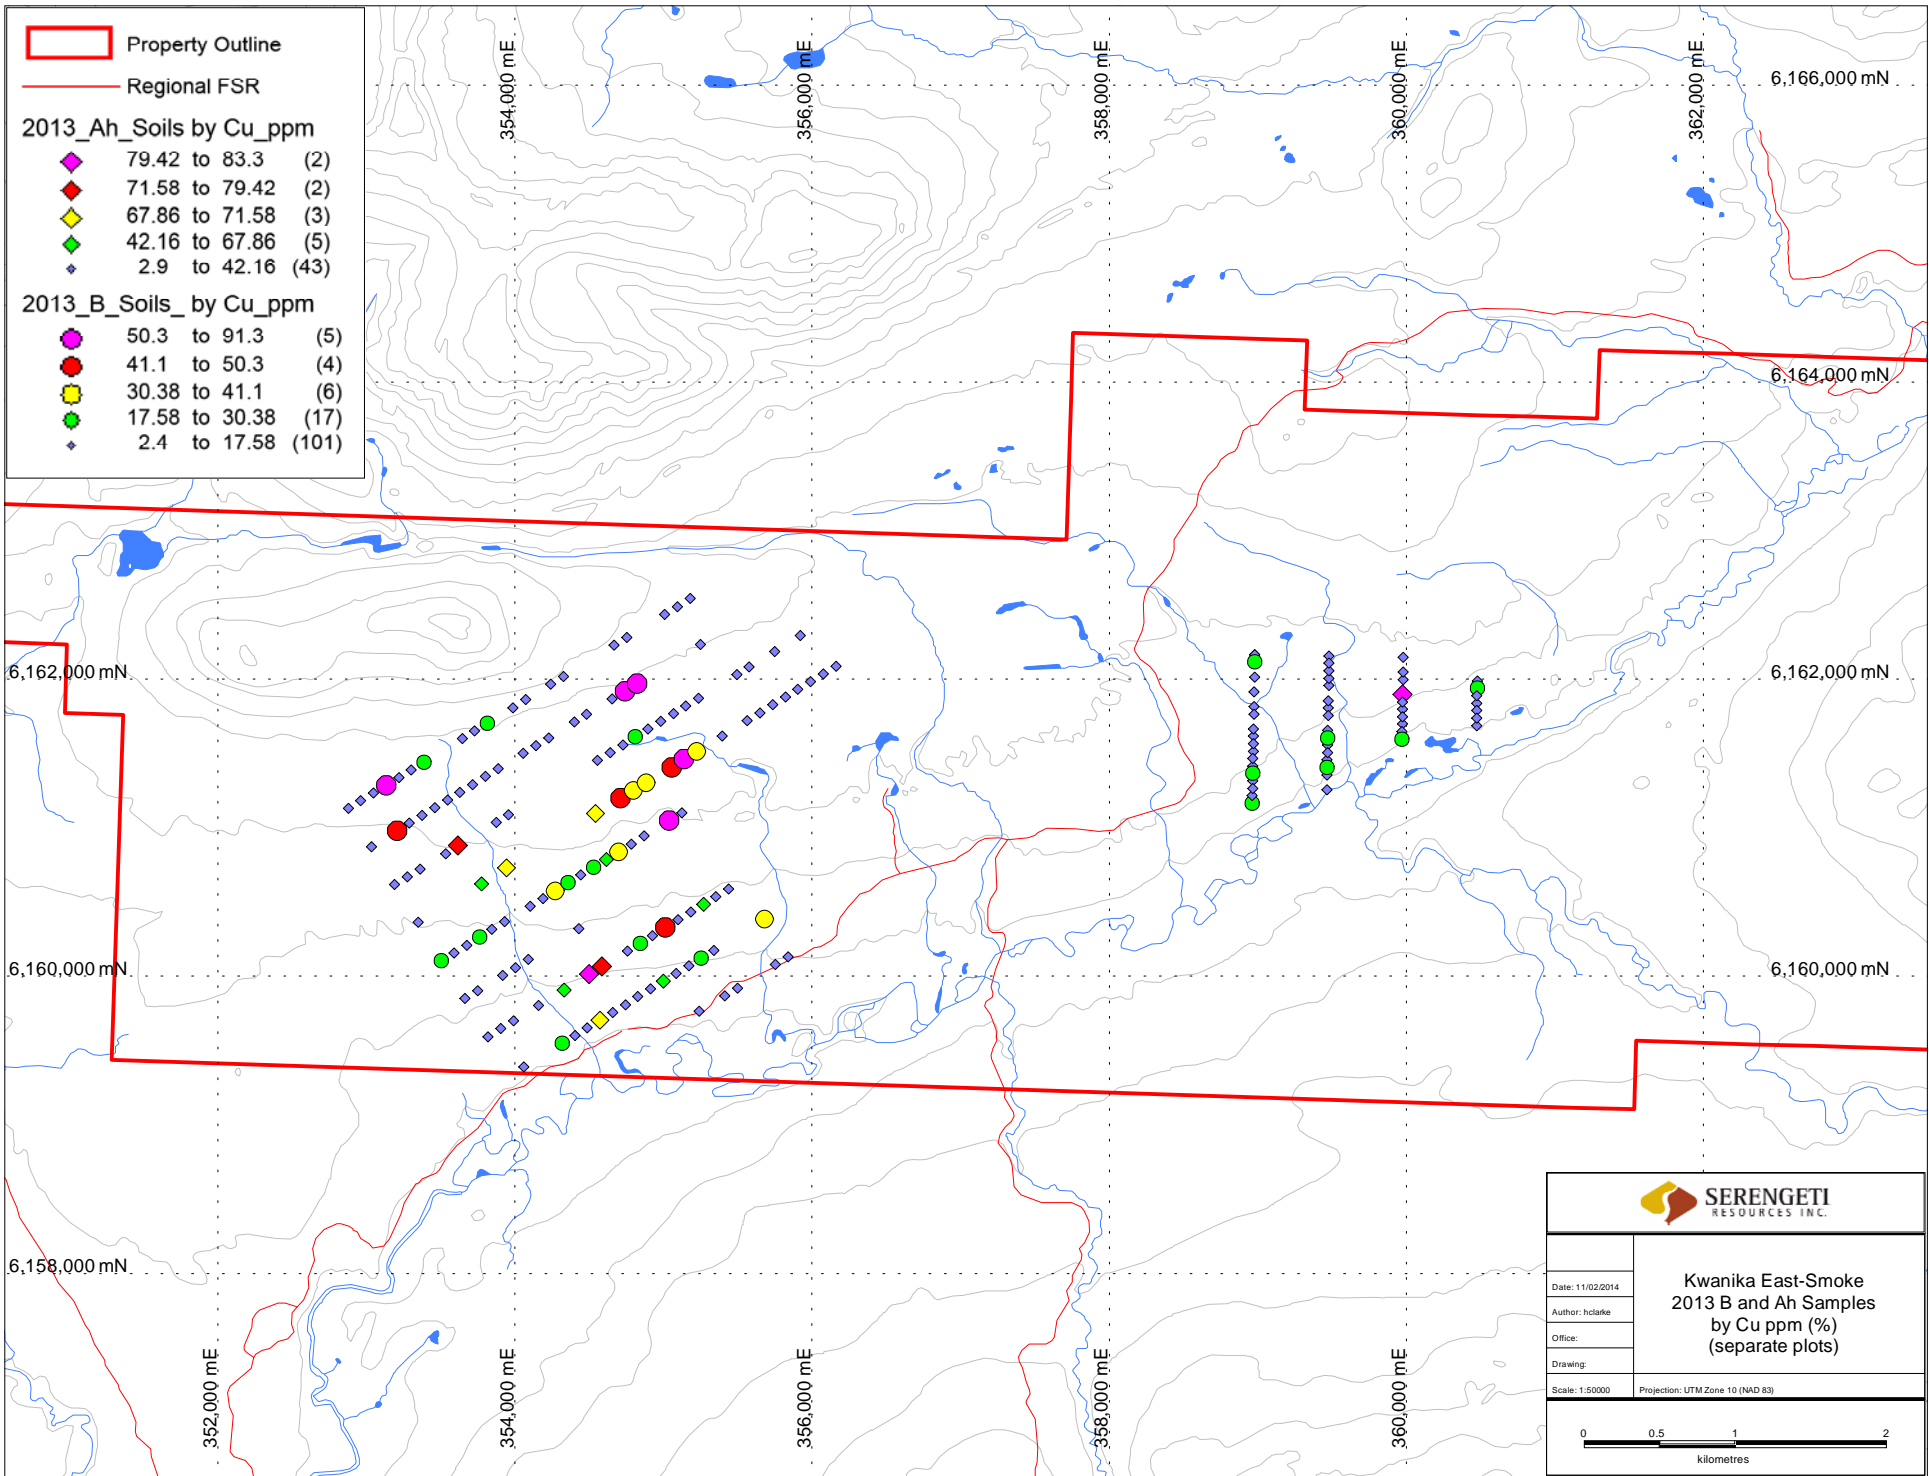 Property Outline
Regional FSR
2013_Ah_Soils by Cu_ppm
79.42 to 83.3 (2)
71.58 to 79.42 (2)
67.86 to 71.58 (3)
42.16 to 67.86 (5)
2.9 to 42.16 (43)
2013_B_Soils_ by Cu_ppm
50.3 to 91.3 (5)
41.1 to 50.3 (4)
30.38 to 41.1 (6)
17.58 to 30.38 (17)
2.4 to 17.58 (101)
354,000 mE
356,000 mE
358,000 mE
360,000 mE
362,000 mE
6,166,000 mN
6,164,000 mN
6,162,000 mN
6,162,000 mN
6,160,000 mN
6,160,000 mN
6,158,000 mN
352,000 mE
354,000 mE
356,000 mE
358,000 mE
360,000 mE
SERENGETI
RESOURCES INC.
Date: 11/02/2014
Author: hclarke
Office:
Drawing:
Scale: 1:50000
Kwanika East-Smoke
2013 B and Ah Samples
by Cu ppm (%)
(separate plots)
Projection: UTM Zone 10 (NAD 83)
0 0.5 1 2
kilometres